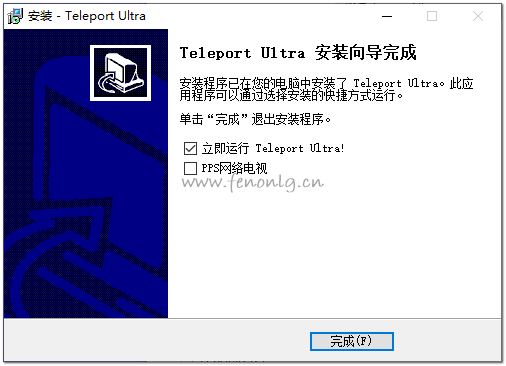 安装 - Teleport Ultra
Teleport Ultra 安装向导完成
安装程序已在您的电脑中安装了 Teleport Ultra。此应
用程序可以通过选择安装的快捷方式运行。
单击“完成”退出安装程序。
立即运行 Teleport Ultra!
PPS网络电视
www.fenonlg.cn
完成(F)